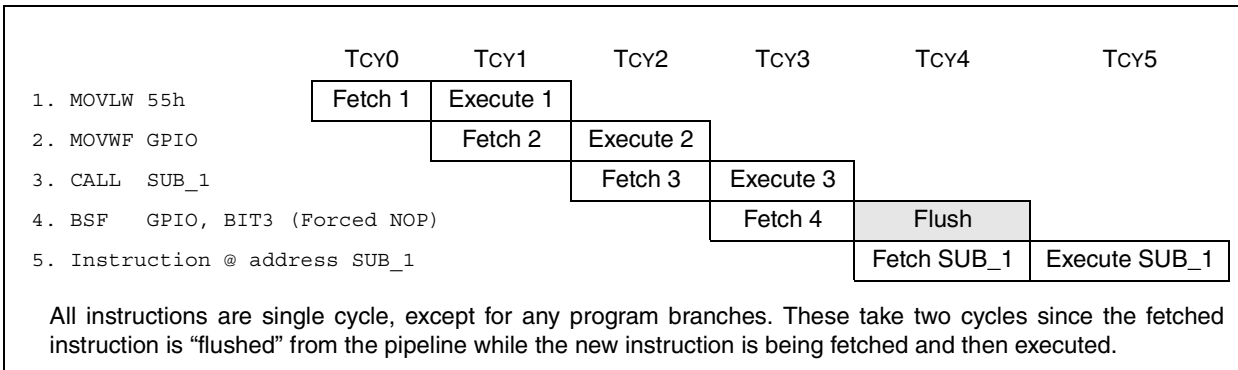 TCY0 TCY1 TCY2 TCY3 TCY4 TCY5
1. MOVLW 55h Fetch 1 Execute 1
2. MOVWF GPIO Fetch 2 Execute 2
3. CALL SUB_1 Fetch 3 Execute 3
4. BSF GPIO, BIT3 (Forced NOP) Fetch 4 Flush
5. Instruction @ address SUB_1 Fetch SUB_1 Execute SUB_1
All instructions are single cycle, except for any program branches. These take two cycles since the fetched
instruction is “flushed” from the pipeline while the new instruction is being fetched and then executed.